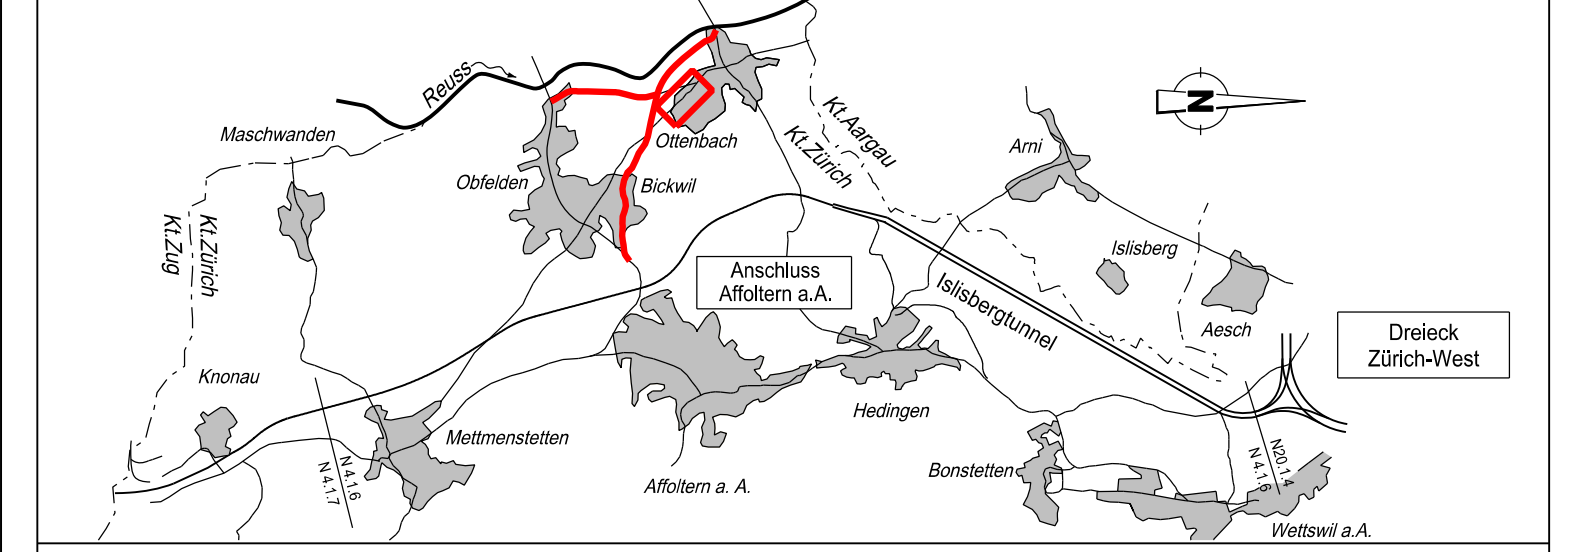 Reuss
Maschwanden
Ottenbach
Kt.Aargau
Kt.Zürich
N
Arni
Obfelden
Bickwil
Kt.Zürich
Kt.Zug
Islisberg
Anschluss
Affoltern a.A.
Islisbergtunnel
Aesch
Dreieck
Zürich-West
Knonau
Hedingen
Mettmenstetten
N 4.1.6
N 4.1.7
Affoltern a. A.
Bonstetten
N20.1.4
N 4.1.6
Wettswil a.A.